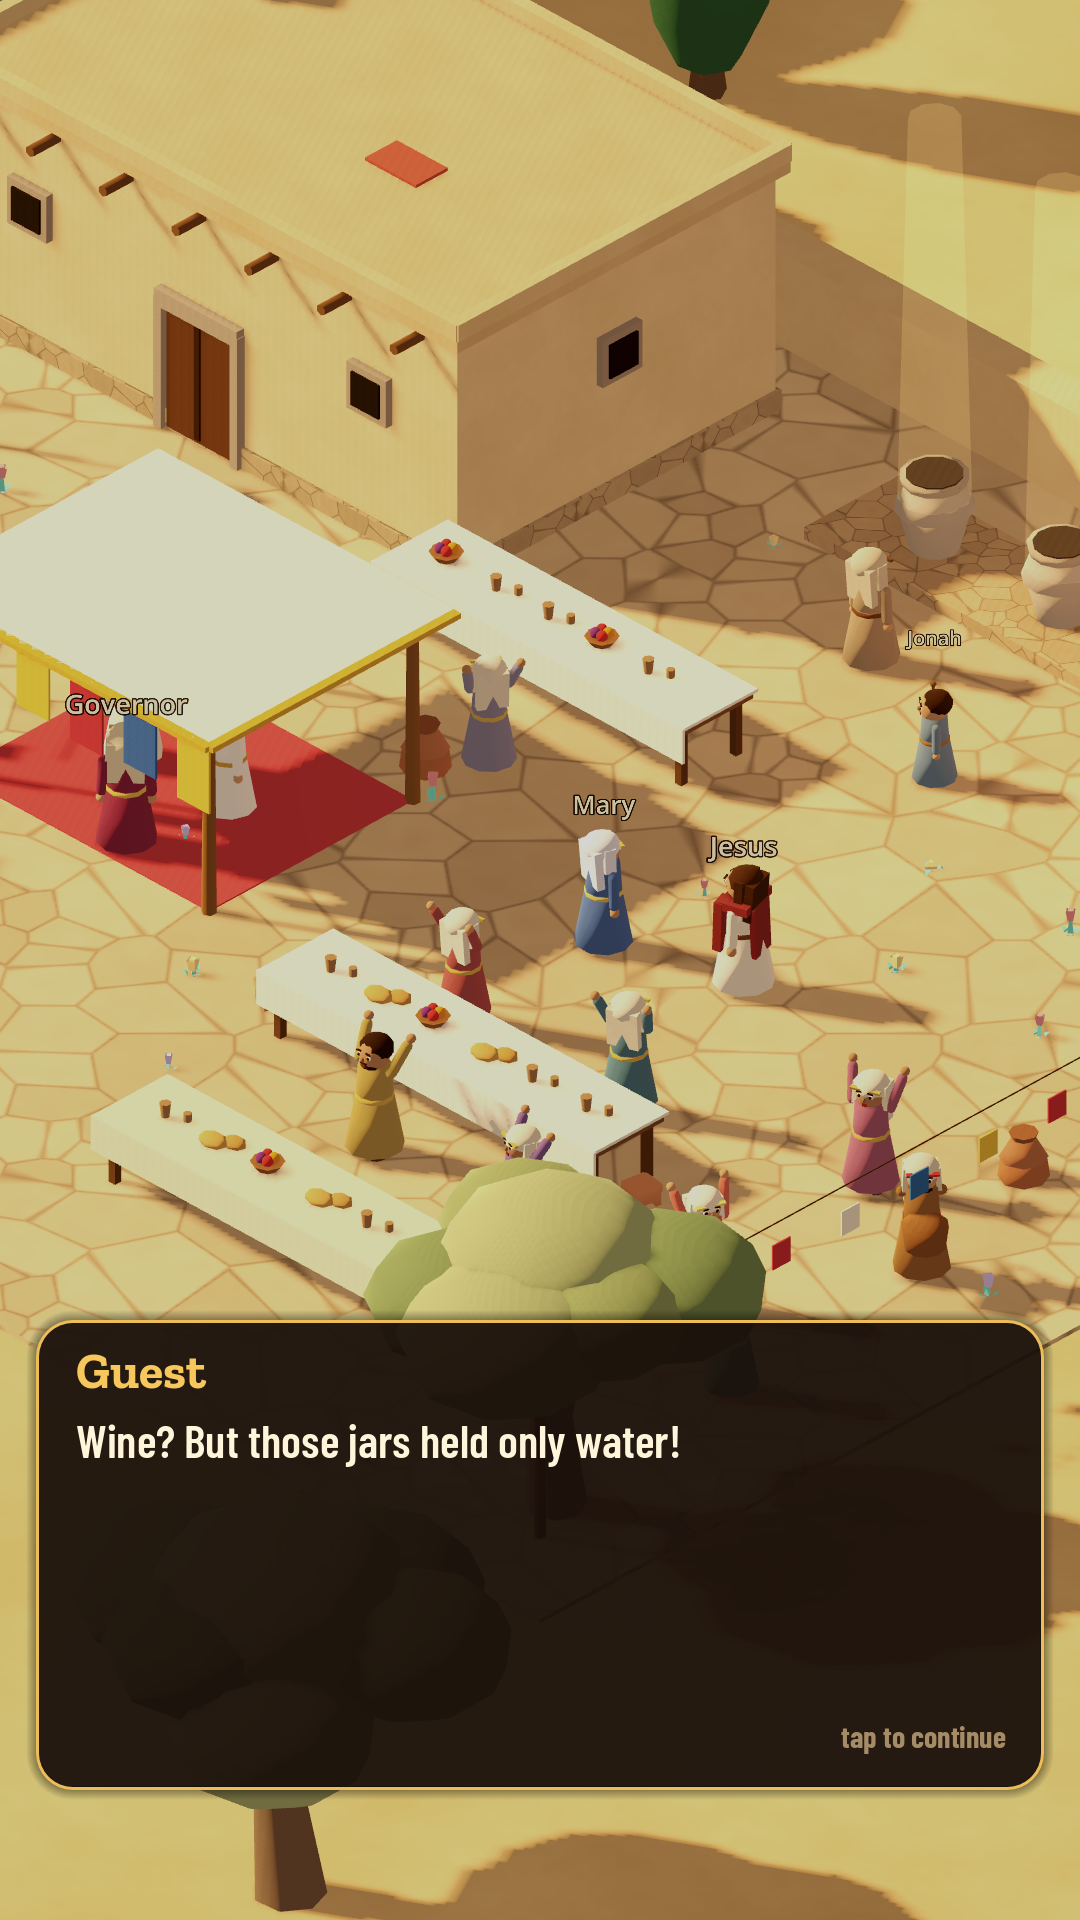 Jonah
Governor
Mary
Jesus
Guest
Wine? But those jars held only water!
tap to continue